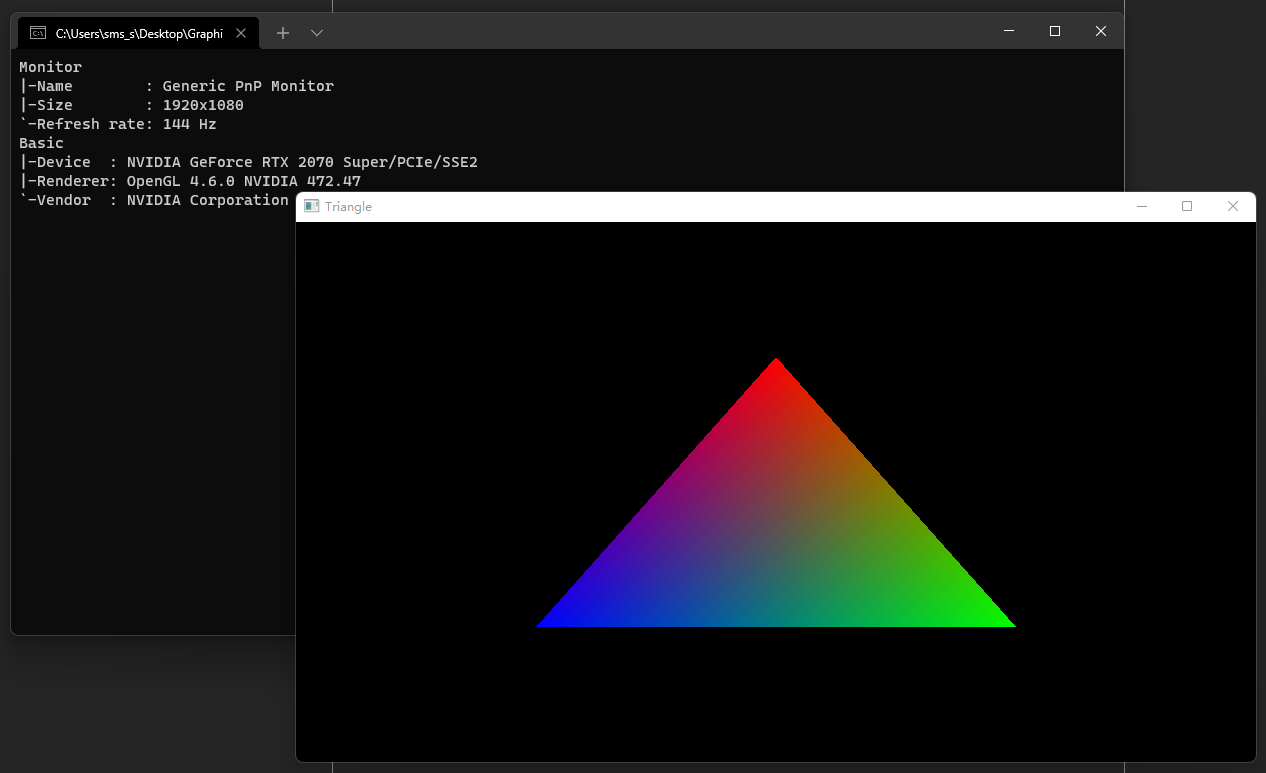 C:\Users\sms_s\Desktop\Graphi
Monitor
|-Name        : Generic PnP Monitor
|-Size        : 1920x1080
`-Refresh rate: 144 Hz
Basic
|-Device  : NVIDIA GeForce RTX 2070 Super/PCIe/SSE2
|-Renderer: OpenGL 4.6.0 NVIDIA 472.47
`-Vendor  : NVIDIA Corporation
Triangle